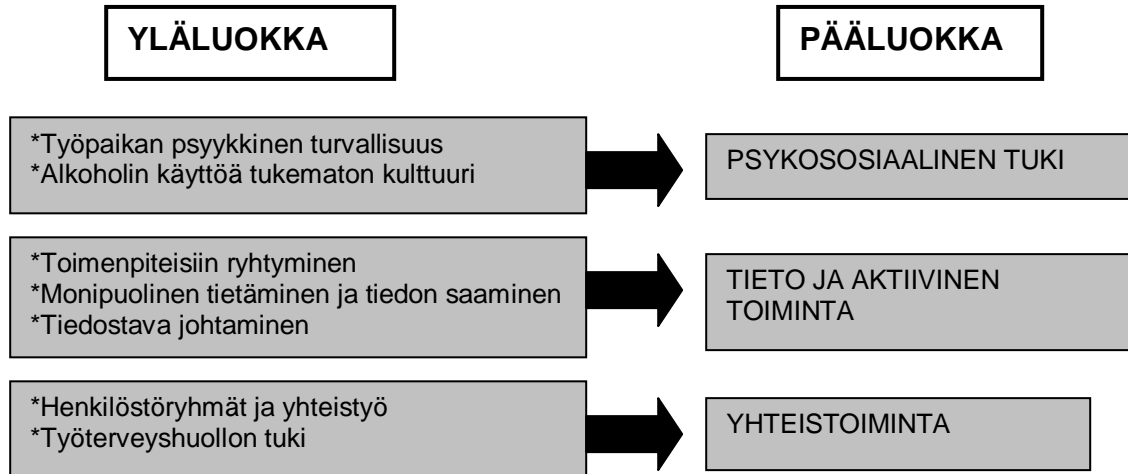 YLÄLUOKKA
PÄÄLUOKKA
*Työpaikan psyykkinen turvallisuus
*Alkoholin käyttöä tukematon kulttuuri
PSYKOSOSIAALINEN TUKI
*Toimenpiteisiin ryhtyminen
*Monipuolinen tietäminen ja tiedon saaminen
*Tiedostava johtaminen
TIETO JA AKTIIVINEN
TOIMINTA
*Henkilöstöryhmät ja yhteistyö
*Työterveyshuollon tuki
YHTEISTOIMINTA